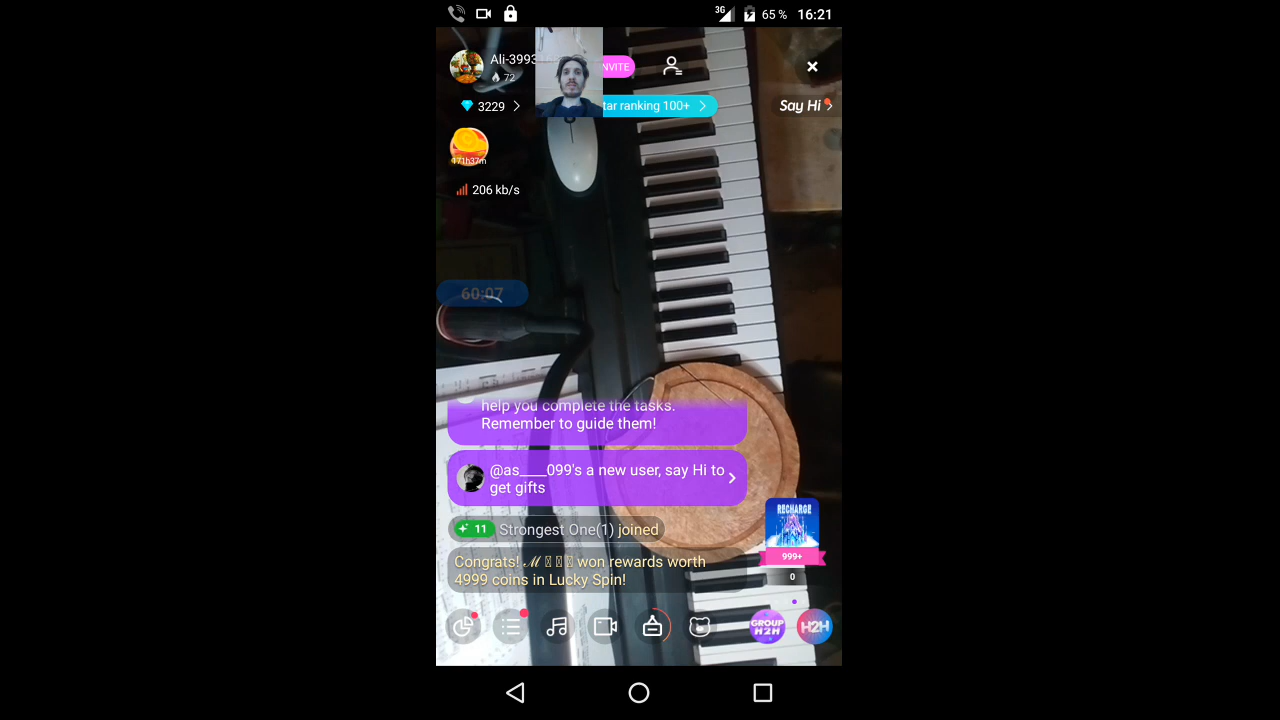 3G
65 %
16:21
Ali-3993
NVITE
72
3229
tar ranking 100+
Say Hi
171h37m
206 kb/s
60:07
help you complete the tasks.
Remember to guide them!
@as____099's a new user, say Hi to
get gifts
11 Strongest One(1) joined
Congrats! ℳ won rewards worth
4999 coins in Lucky Spin!
RECHARGE
999+
0
GROUP
H2H
H2H